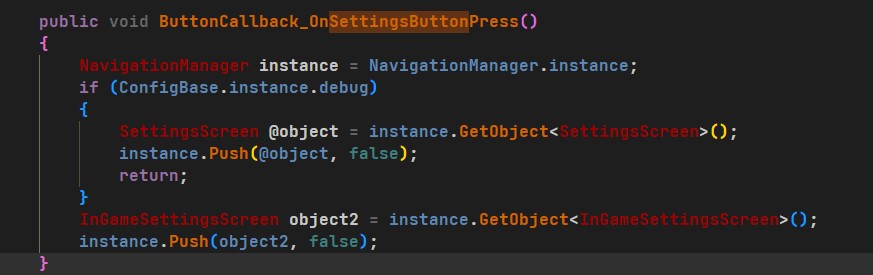 public void ButtonCallback_OnSettingsButtonPress()
{
NavigationManager instance = NavigationManager.instance;
if (ConfigBase.instance.debug)
{
SettingsScreen @object = instance.GetObject<SettingsScreen>();
instance.Push(@object, false);
return;
}
InGameSettingsScreen object2 = instance.GetObject<InGameSettingsScreen>();
instance.Push(object2, false);
}